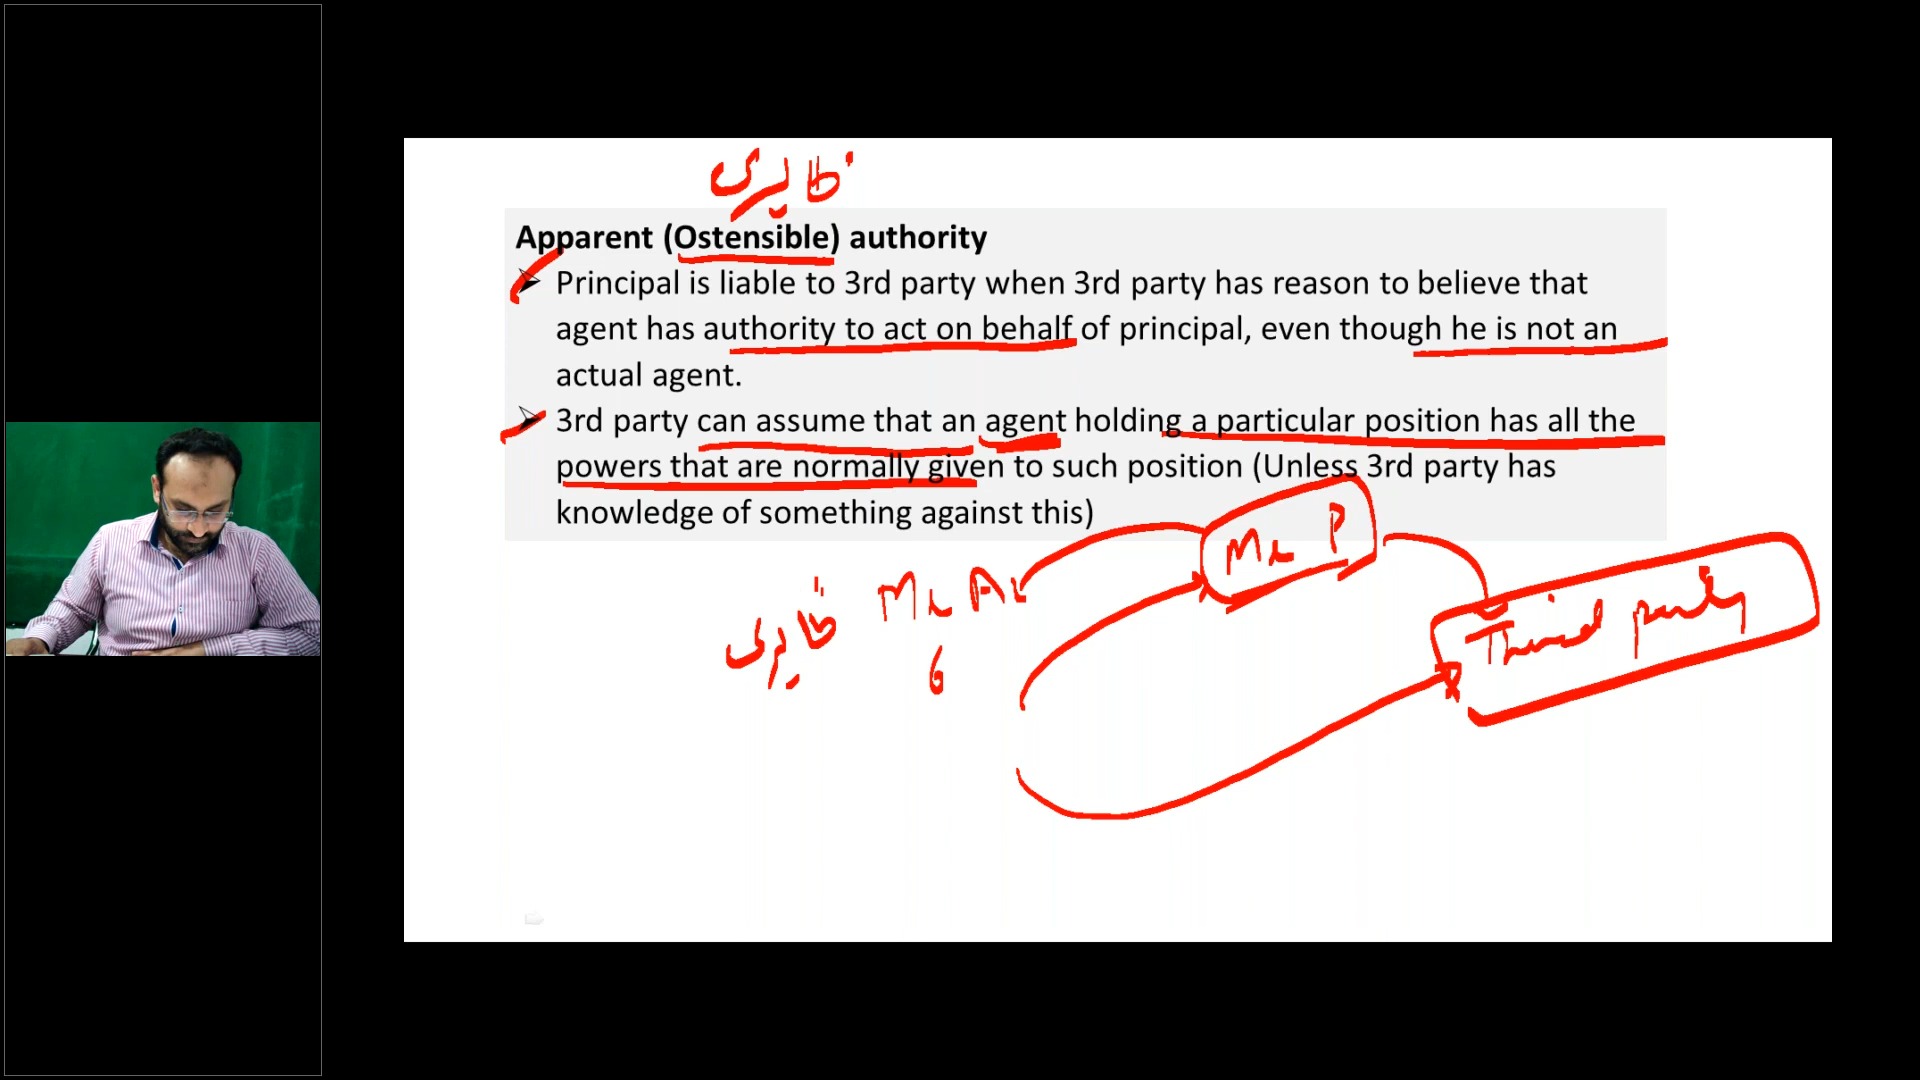 ظاہری
Apparent (Ostensible) authority
Principal is liable to 3rd party when 3rd party has reason to believe that
agent has authority to act on behalf of principal, even though he is not an
actual agent.
3rd party can assume that an agent holding a particular position has all the
powers that are normally given to such position (Unless 3rd party has
knowledge of something against this)
Mr P
ظاہری Mr A
Third party